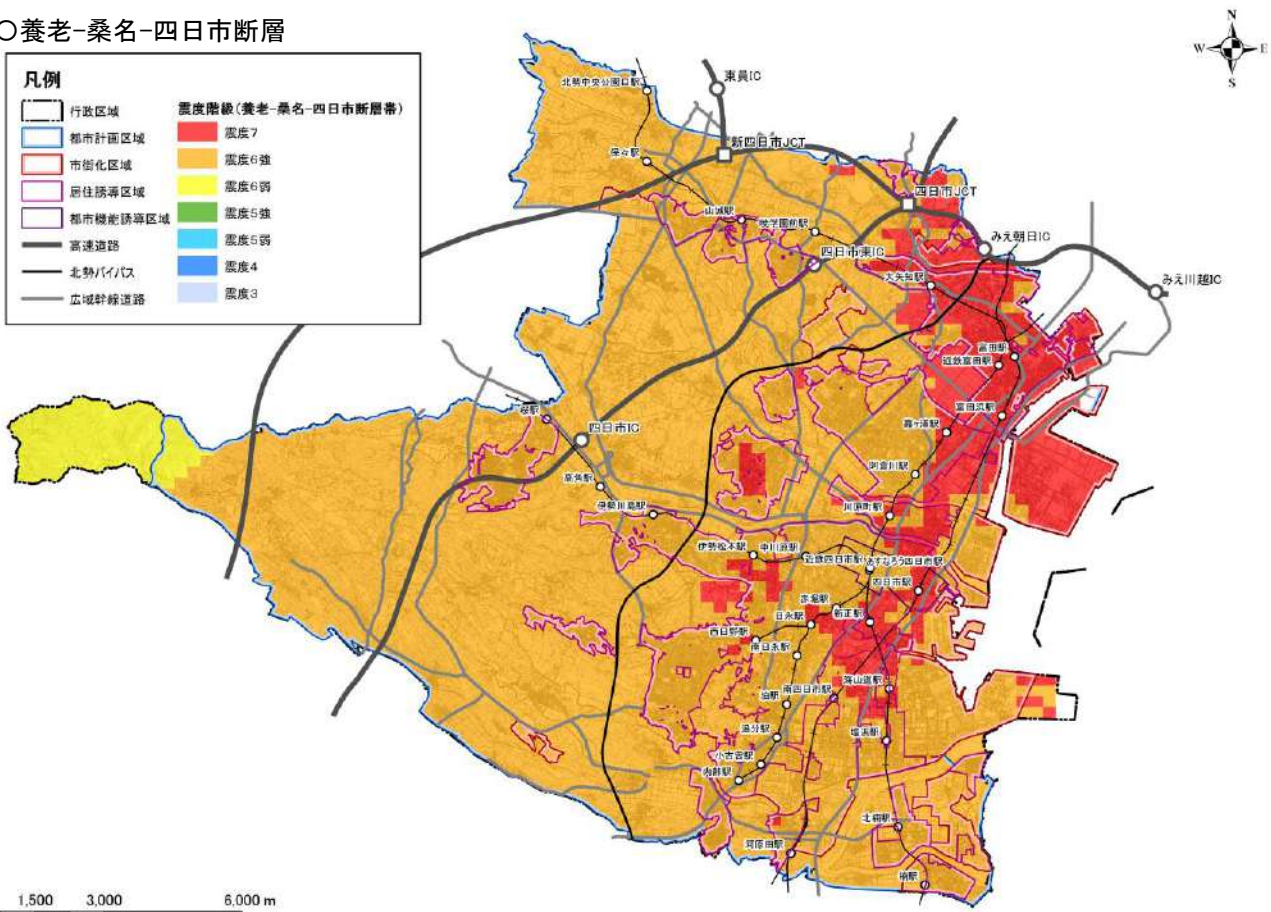 ○養老-桑名-四日市断層
凡例
行政区域
都市計画区域
市街化区域
居住誘導区域
都市機能誘導区域
高速道路
北勢バイパス
広域幹線道路
震度階級(養老-桑名-四日市断層帯)
震度7
震度6強
震度6弱
震度5強
震度5弱
震度4
震度3
N
W E
S
北勢中央公園口駅
東員IC
新四日市JCT
保々駅
四日市JCT
山城駅
暁学園前駅
みえ朝日IC
四日市東IC
大矢知駅
みえ川越IC
富田駅
近鉄富田駅
富田浜駅
桜駅
四日市IC
霞ヶ浦駅
阿倉川駅
高角駅
伊勢川島駅
川原町駅
伊勢松本駅
中川原駅
近鉄四日市駅
あすなろう四日市駅
四日市駅
赤堀駅
新正駅
日永駅
西日野駅
南日永駅
海山道駅
南四日市駅
泊駅
追分駅
塩浜駅
小古曽駅
内部駅
北楠駅
河原田駅
楠駅
1,500 3,000 6,000 m